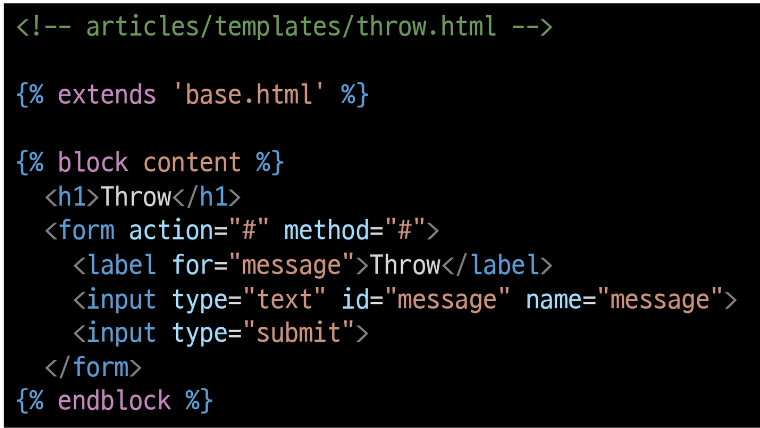 <!-- articles/templates/throw.html -->
{% extends 'base.html' %}
{% block content %}
<h1>Throw</h1>
<form action="#" method="#">
<label for="message">Throw</label>
<input type="text" id="message" name="message">
<input type="submit">
</form>
{% endblock %}